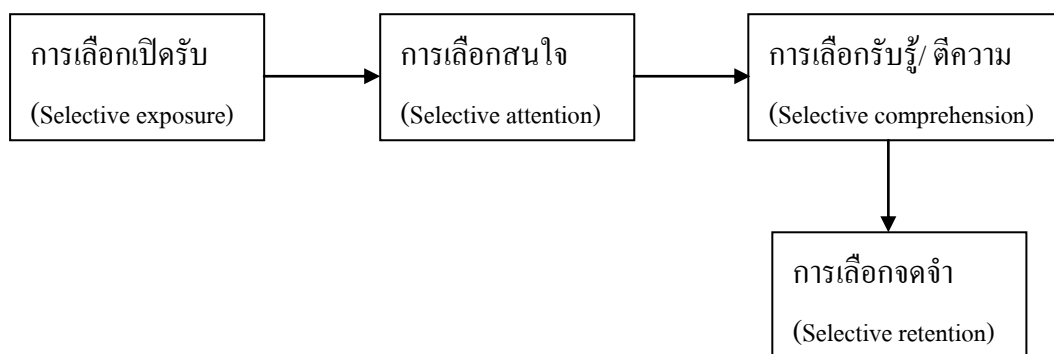 การเลือกเปิดรับ
(Selective exposure)
การเลือกสนใจ
(Selective attention)
การเลือกรับรู้/ ตีความ
(Selective comprehension)
การเลือกจดจำ
(Selective retention)